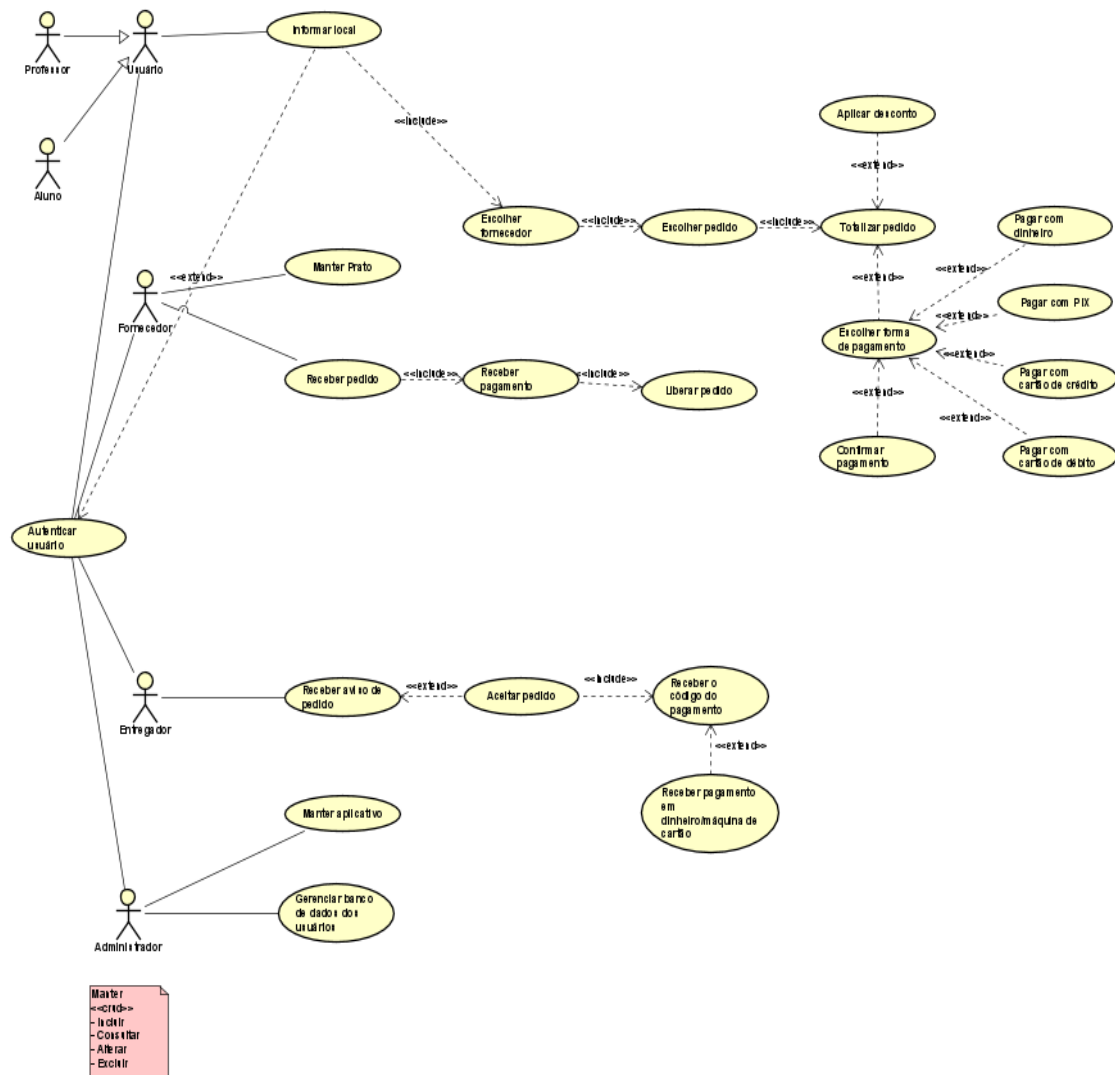 Informar local
Professor
Usuário
<<include>>
Aplicar desconto
<<extend>>
Aluno
Escolher
fornecedor
<<include>>
Escolher pedido
<<include>>
Totalizar pedido
Pagar com
dinheiro
<<extend>>
Manter Prato
<<extend>>
<<extend>>
Fornecedor
Pagar com PIX
<<extend>>
Escolher forma
de pagamento
<<extend>>
Pagar com
cartão de crédito
Receber pedido
<<include>>
Receber
pagamento
<<include>>
Liberar pedido
<<extend>>
<<extend>>
Confirmar
pagamento
Pagar com
cartão de débito
Autenticar
usuário
Receber aviso de
pedido
<<extend>>
Aceitar pedido
<<include>>
Receber o
código do
pagamento
Entregador
<<extend>>
Receber pagamento
em
dinheiro/máquina de
cartão
Manter aplicativo
Gerenciar banco
de dados dos
usuários
Administrador
Manter
<<crud>>
- Incluir
- Consultar
- Alterar
- Excluir